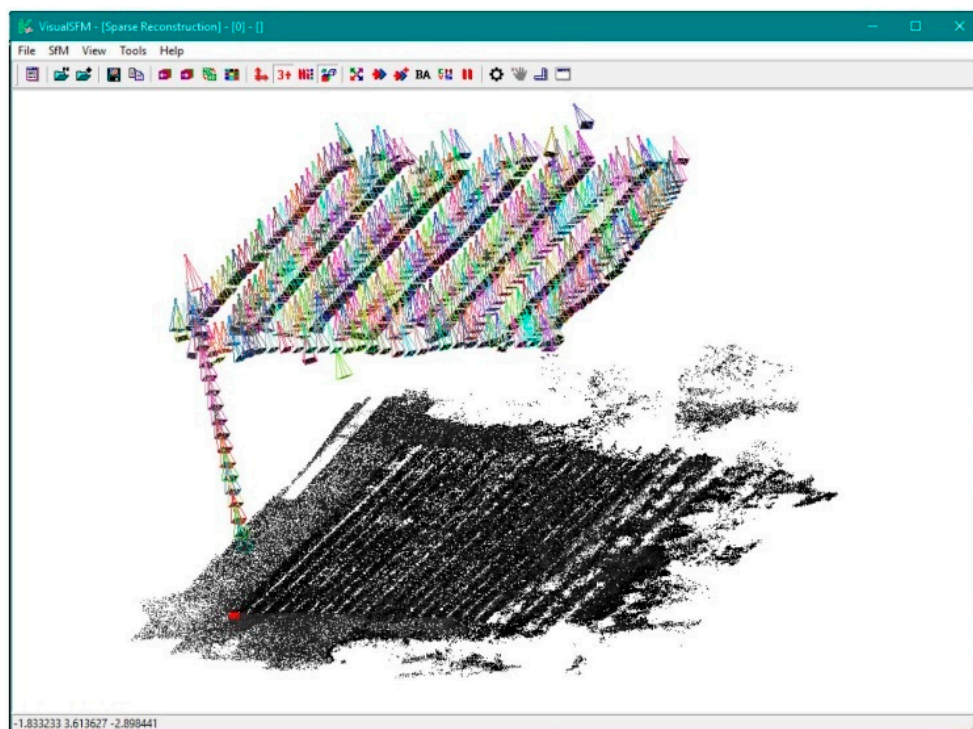 VisualSFM - [Sparse Reconstruction] - [0] - []
File SfM View Tools Help
3+ BA
-1.833233 3.613627 -2.898441